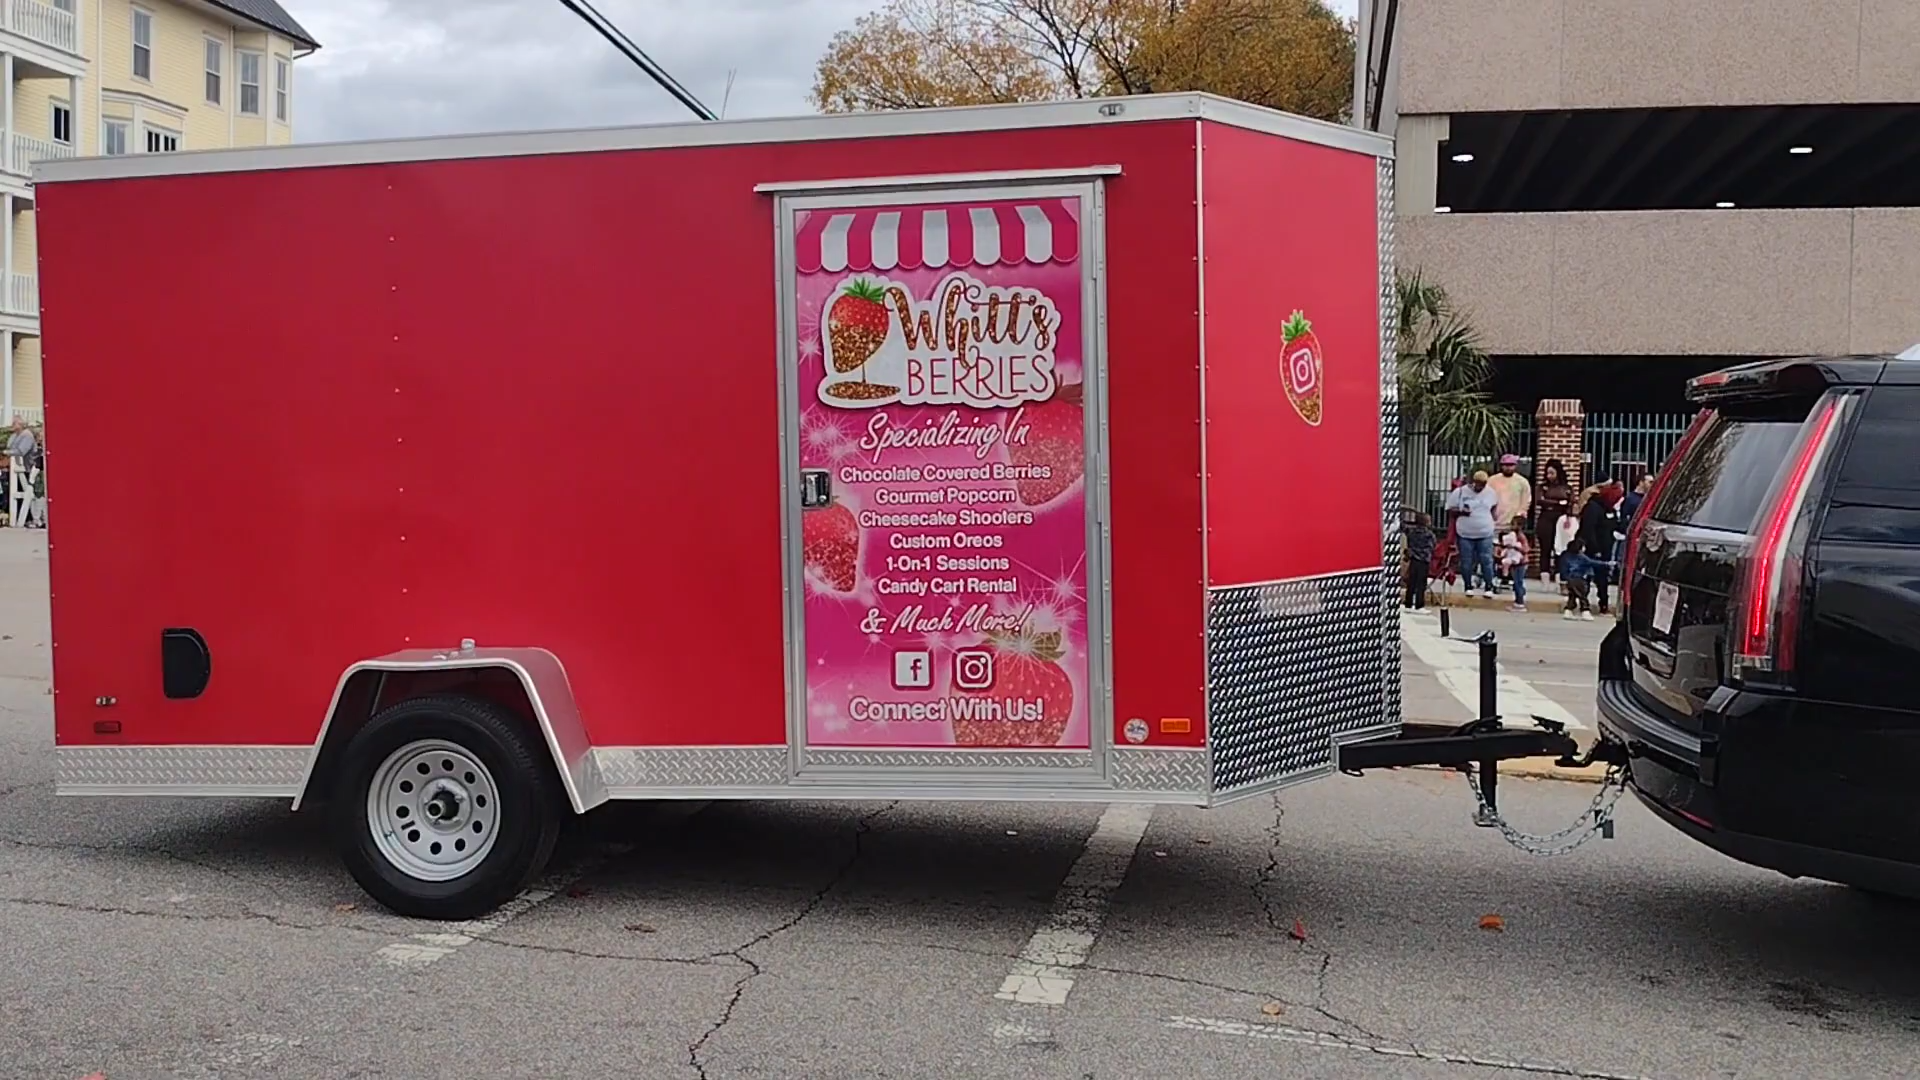 Whitt's
BERRIES
Specializing In
Chocolate Covered Berries
Gourmet Popcorn
Cheesecake Shooters
Custom Oreos
1-On-1 Sessions
Candy Cart Rental
& Much More!
f
Connect With Us!